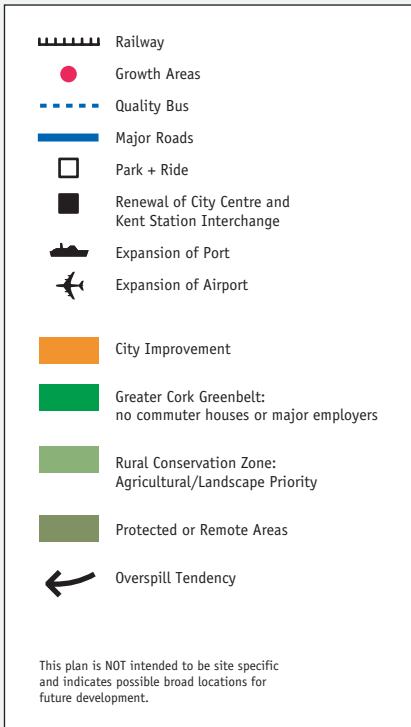 Railway
Growth Areas
Quality Bus
Major Roads
Park + Ride
Renewal of City Centre and
Kent Station Interchange
Expansion of Port
Expansion of Airport
City Improvement
Greater Cork Greenbelt:
no commuter houses or major employers
Rural Conservation Zone:
Agricultural/Landscape Priority
Protected or Remote Areas
Overspill Tendency
This plan is NOT intended to be site specific
and indicates possible broad locations for
future development.